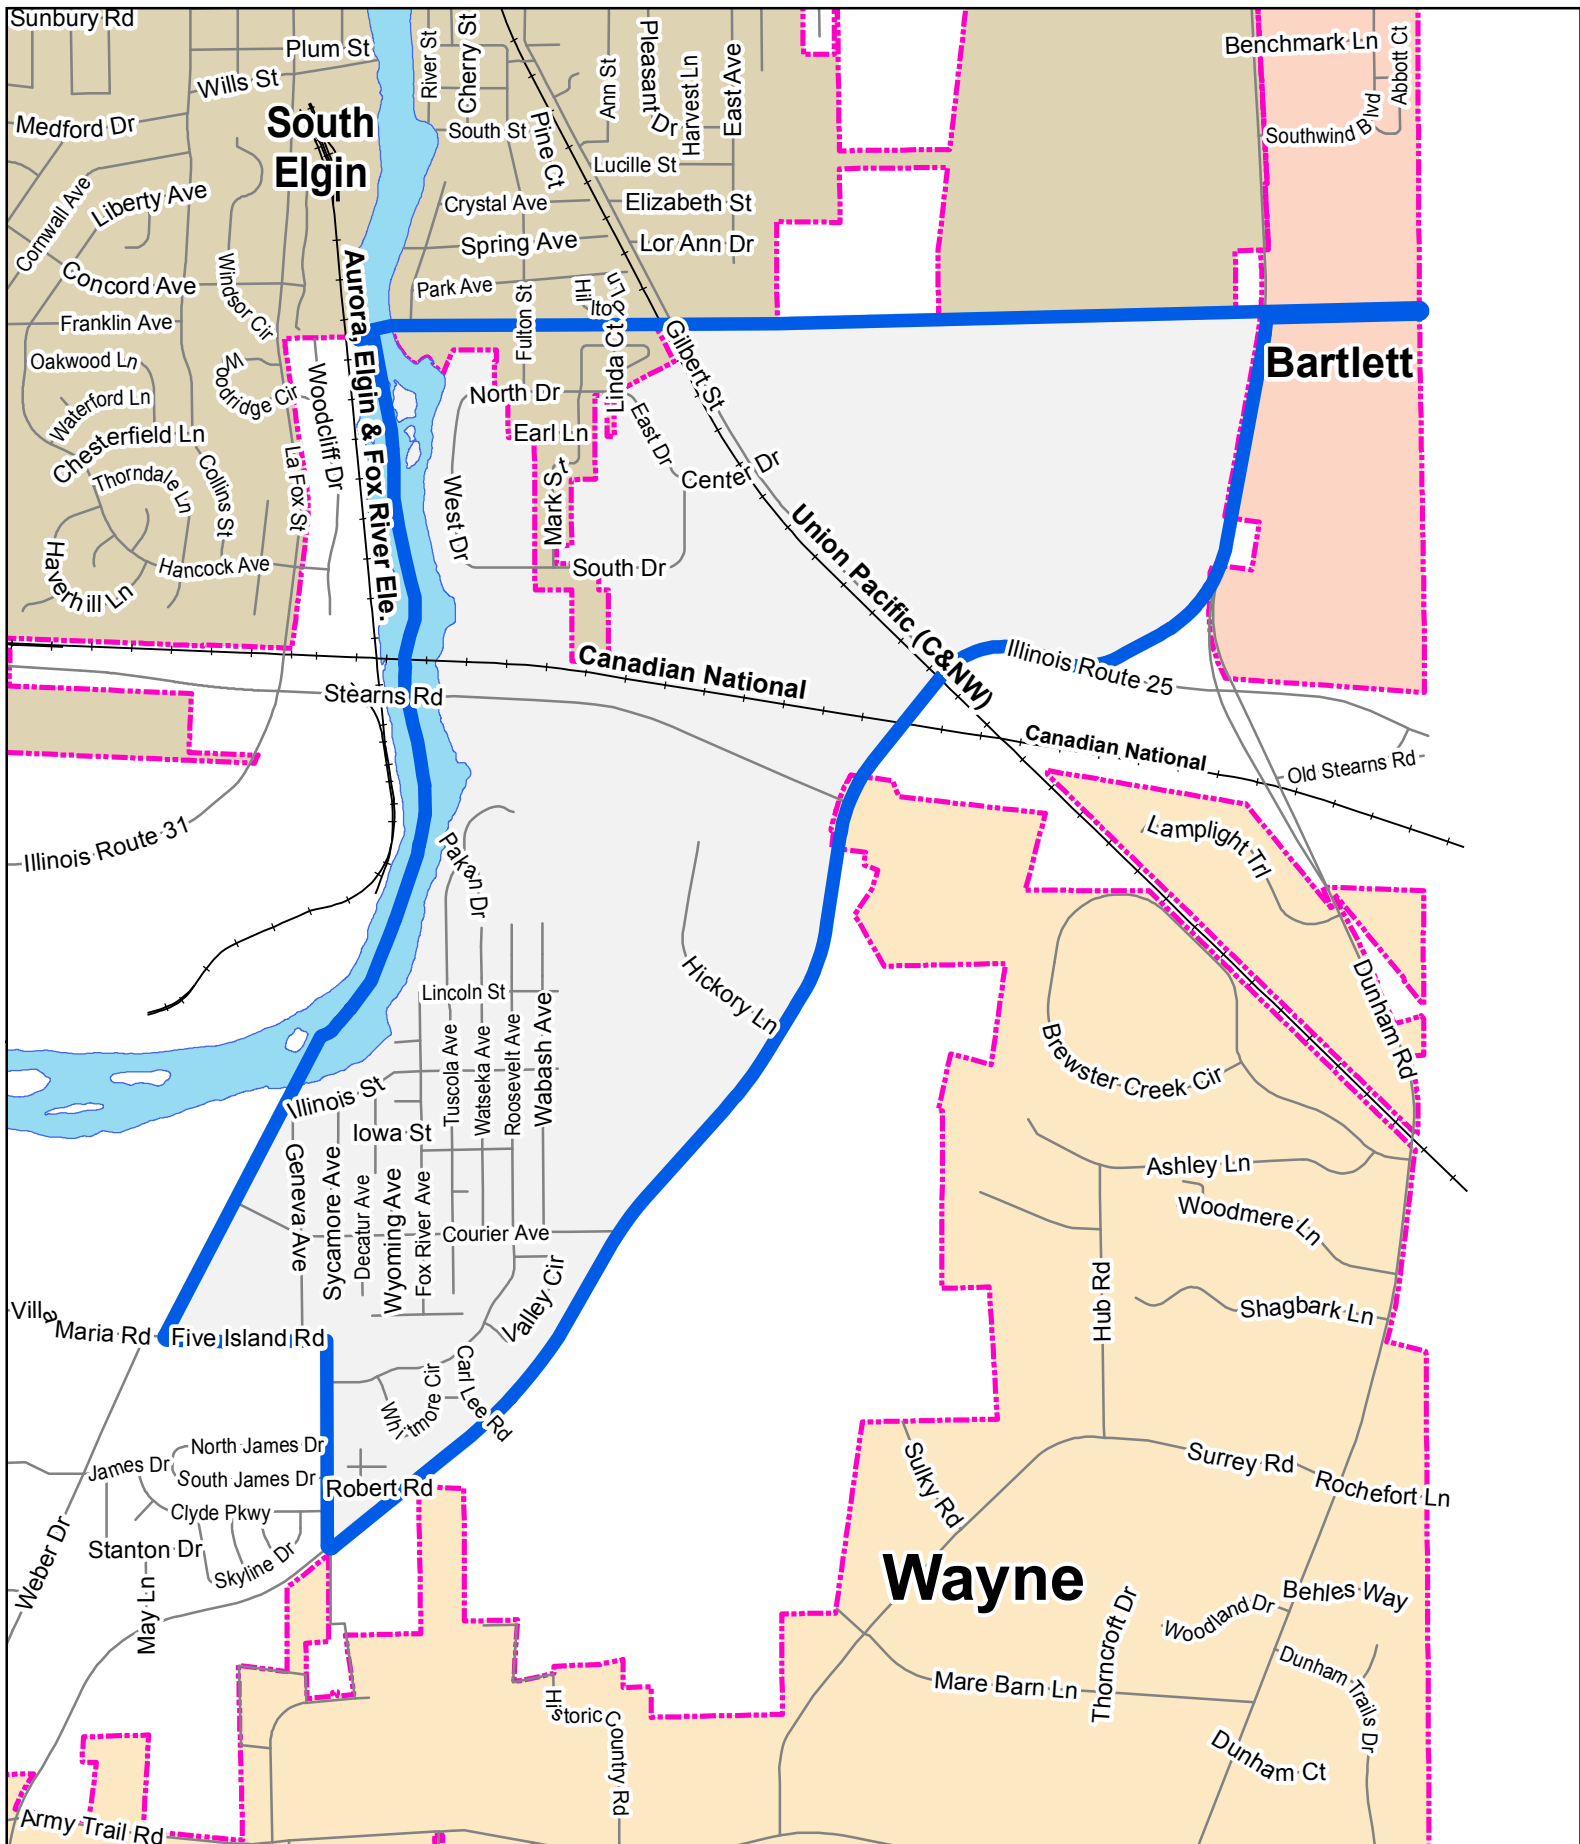 Sunbury Rd
Plum St
Wills St
River St
Cherry St
Ann St
Pleasant Dr
Harvest Ln
East Ave
Benchmark Ln
Abbott Ct
Southwind Blvd
Medford Dr
South
Elgin
South St
Pine Ct
Lucille St
Cornwall Ave
Liberty Ave
Crystal Ave
Elizabeth St
Spring Ave
Lor Ann Dr
Concord Ave
Windsor Cir
Park Ave
Hilltop Ln
Franklin Ave
Aurora, Elgin & Fox River Ele.
Fulton St
Linda Ct
Gilbert St
Bartlett
Oakwood Ln
Woodridge Cir
Woodcliff Dr
Waterford Ln
North Dr
East Dr
Chesterfield Ln
Earl Ln
Thorndale Ln
Collins St
La Fox St
West Dr
Mark St
Center Dr
Union Pacific (C&NW)
Haverhill Ln
Hancock Ave
South Dr
Canadian National
Illinois Route 25
Stearns Rd
Canadian National
Old Stearns Rd
Illinois Route 31
Pakan Dr
Lamplight Trl
Hickory Ln
Lincoln St
Dunham Rd
Tuscola Ave
Watseka Ave
Roosevelt Ave
Wabash Ave
Brewster Creek Cir
Illinois St
Iowa St
Geneva Ave
Sycamore Ave
Decatur Ave
Wyoming Ave
Fox River Ave
Ashley Ln
Woodmere Ln
Courier Ave
Valley Cir
Hub Rd
Shagbark Ln
Villa Maria Rd
Five Island Rd
Carl Lee Rd
Whitmore Cir
North James Dr
James Dr
South James Dr
Robert Rd
Sulky Rd
Surrey Rd
Rochefort Ln
Clyde Pkwy
Weber Dr
Stanton Dr
Skyline Dr
May Ln
Wayne
Thorncroft Dr
Woodland Dr
Behles Way
Mare Barn Ln
Dunham Trails Dr
Historic Country Rd
Dunham Ct
Army Trail Rd